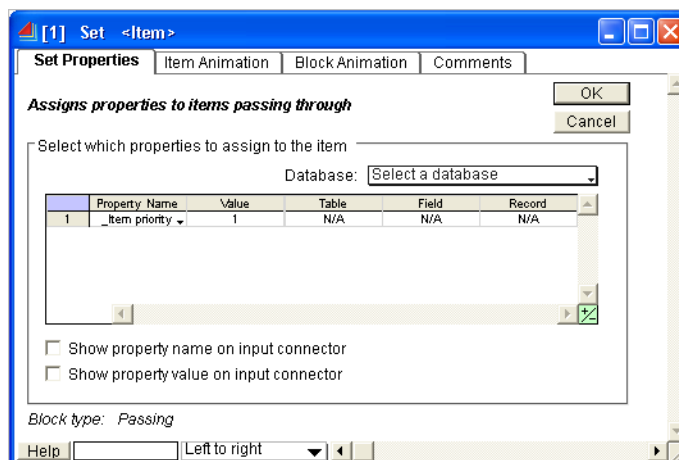 [1] Set <Item>
Set Properties Item Animation Block Animation Comments
Assigns properties to items passing through
OK
Cancel
Select which properties to assign to the item
Database: Select a database
Property Name Value Table Field Record
1 _Item priority 1 N/A N/A N/A
+/-
Show property name on input connector
Show property value on input connector
Block type: Passing
Help Left to right